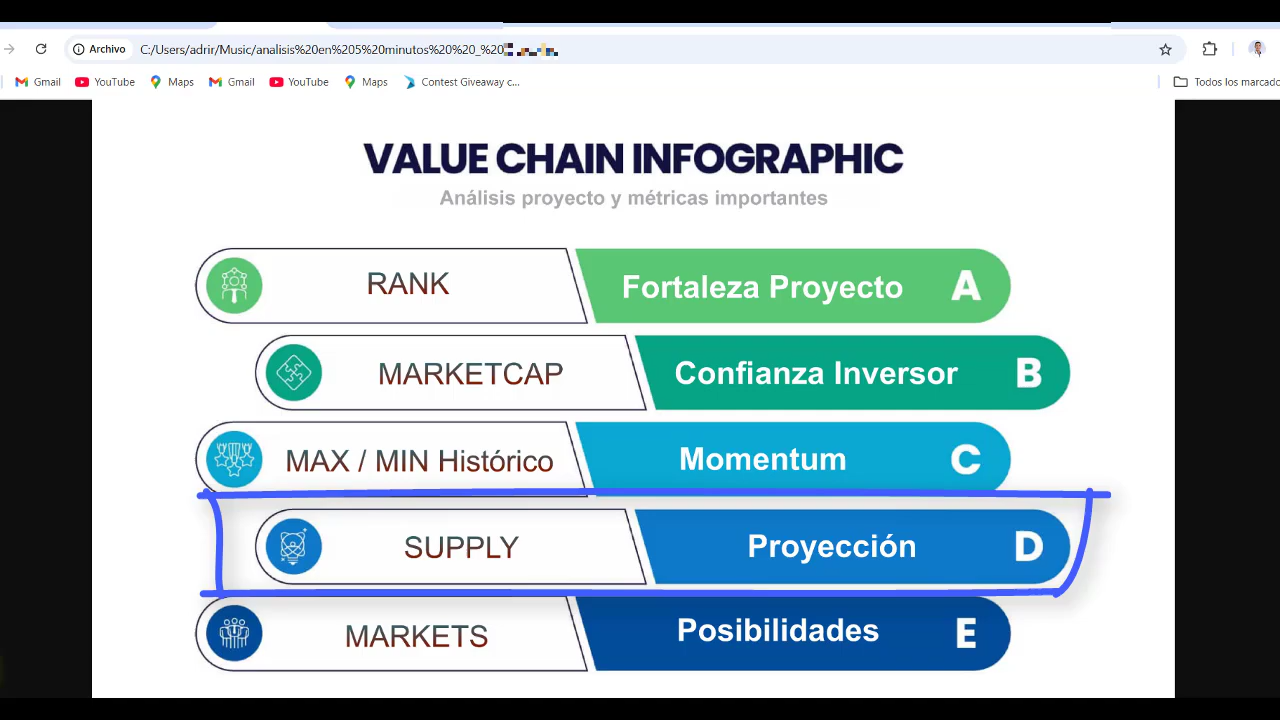 Archivo C:/Users/adrir/Music/analisis%20en%205%20minutos%20%20_%20
Gmail YouTube Maps Gmail YouTube Maps Contest Giveaway c... Todos los marcado
VALUE CHAIN INFOGRAPHIC
Análisis proyecto y métricas importantes
RANK Fortaleza Proyecto A
MARKETCAP Confianza Inversor B
MAX / MIN Histórico Momentum C
SUPPLY Proyección D
MARKETS Posibilidades E